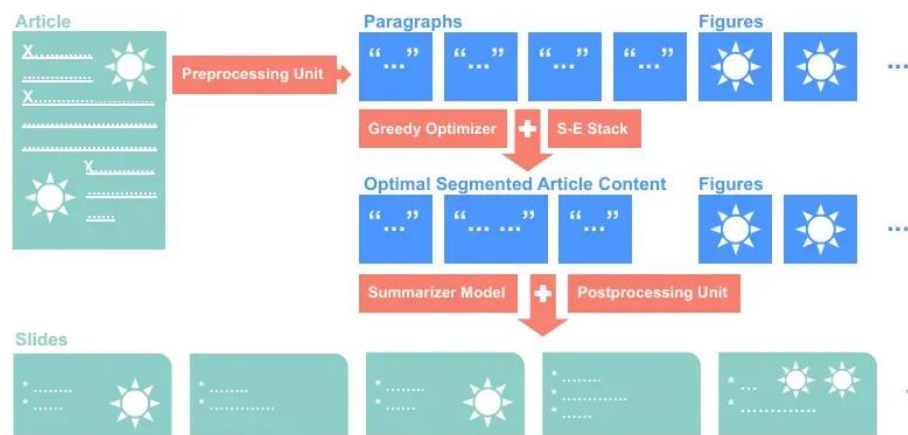 Article
Paragraphs
Figures
X
X
X
Preprocessing Unit
“...”
“...”
“...”
“...”
...
Greedy Optimizer
+
S-E Stack
Optimal Segmented Article Content
Figures
“...”
“... ...”
“...”
...
Summarizer Model
+
Postprocessing Unit
Slides
* ........
* ......
* ........
* .............
* ........
* ......
* ........
* .............
* ......
* ...
* .............